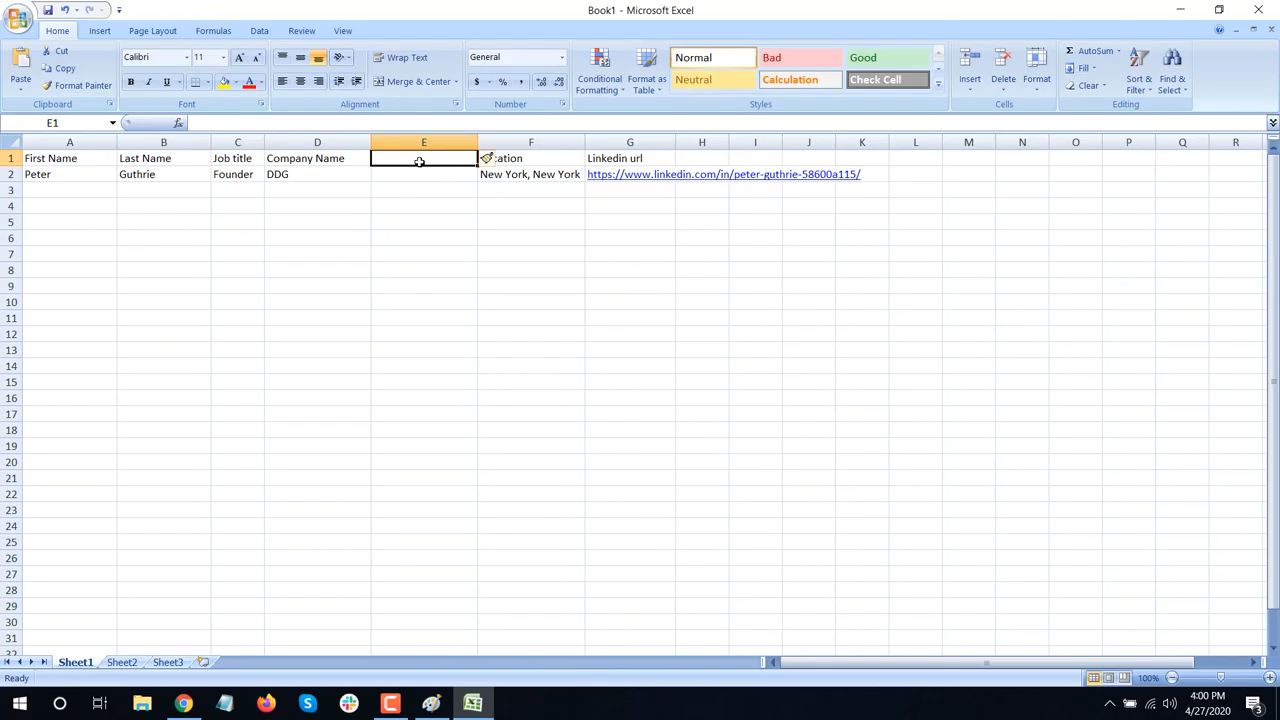 Book1 - Microsoft Excel
Home Insert Page Layout Formulas Data Review View
Paste
Cut
Copy
Format Painter
Clipboard
Calibri 11
B I U
A
Font
Wrap Text
Merge & Center
Alignment
General
$ % ,
Number
Conditional Formatting
Format as Table
Normal Bad Good
Neutral Calculation Check Cell
Styles
Insert Delete Format
Cells
AutoSum
Fill
Clear
Sort & Filter
Find & Select
Editing
E1 fx
A B C D E F G H I J K L M N O P Q R
1 First Name Last Name Job title Company Name ation Linkedin url
2 Peter Guthrie Founder DDG New York, New York https://www.linkedin.com/in/peter-guthrie-58600a115/
3
4
5
6
7
8
9
10
11
12
13
14
15
16
17
18
19
20
21
22
23
24
25
26
27
28
29
30
31
32
Sheet1 Sheet2 Sheet3
Ready 100%
4:00 PM
4/27/2020
3